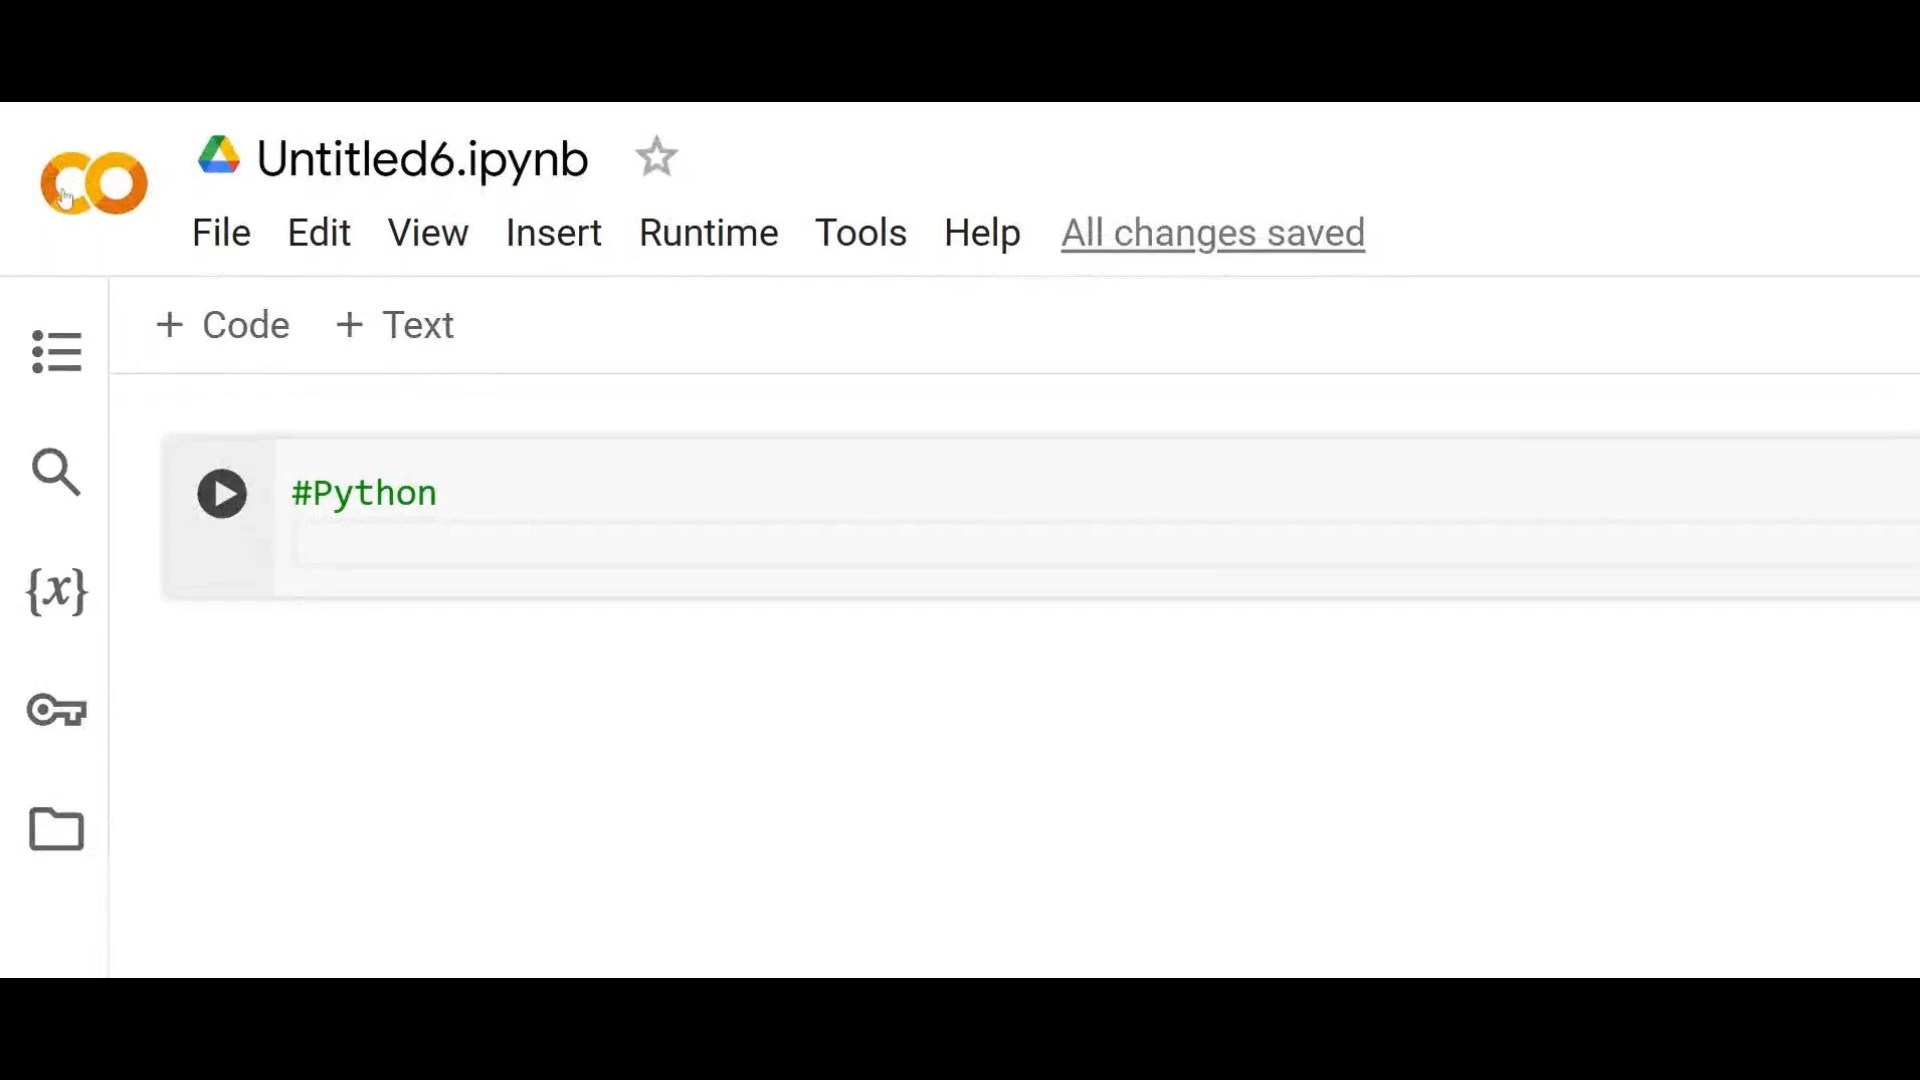 CO
Untitled6.ipynb
File Edit View Insert Runtime Tools Help All changes saved
+ Code + Text
{x}
#Python